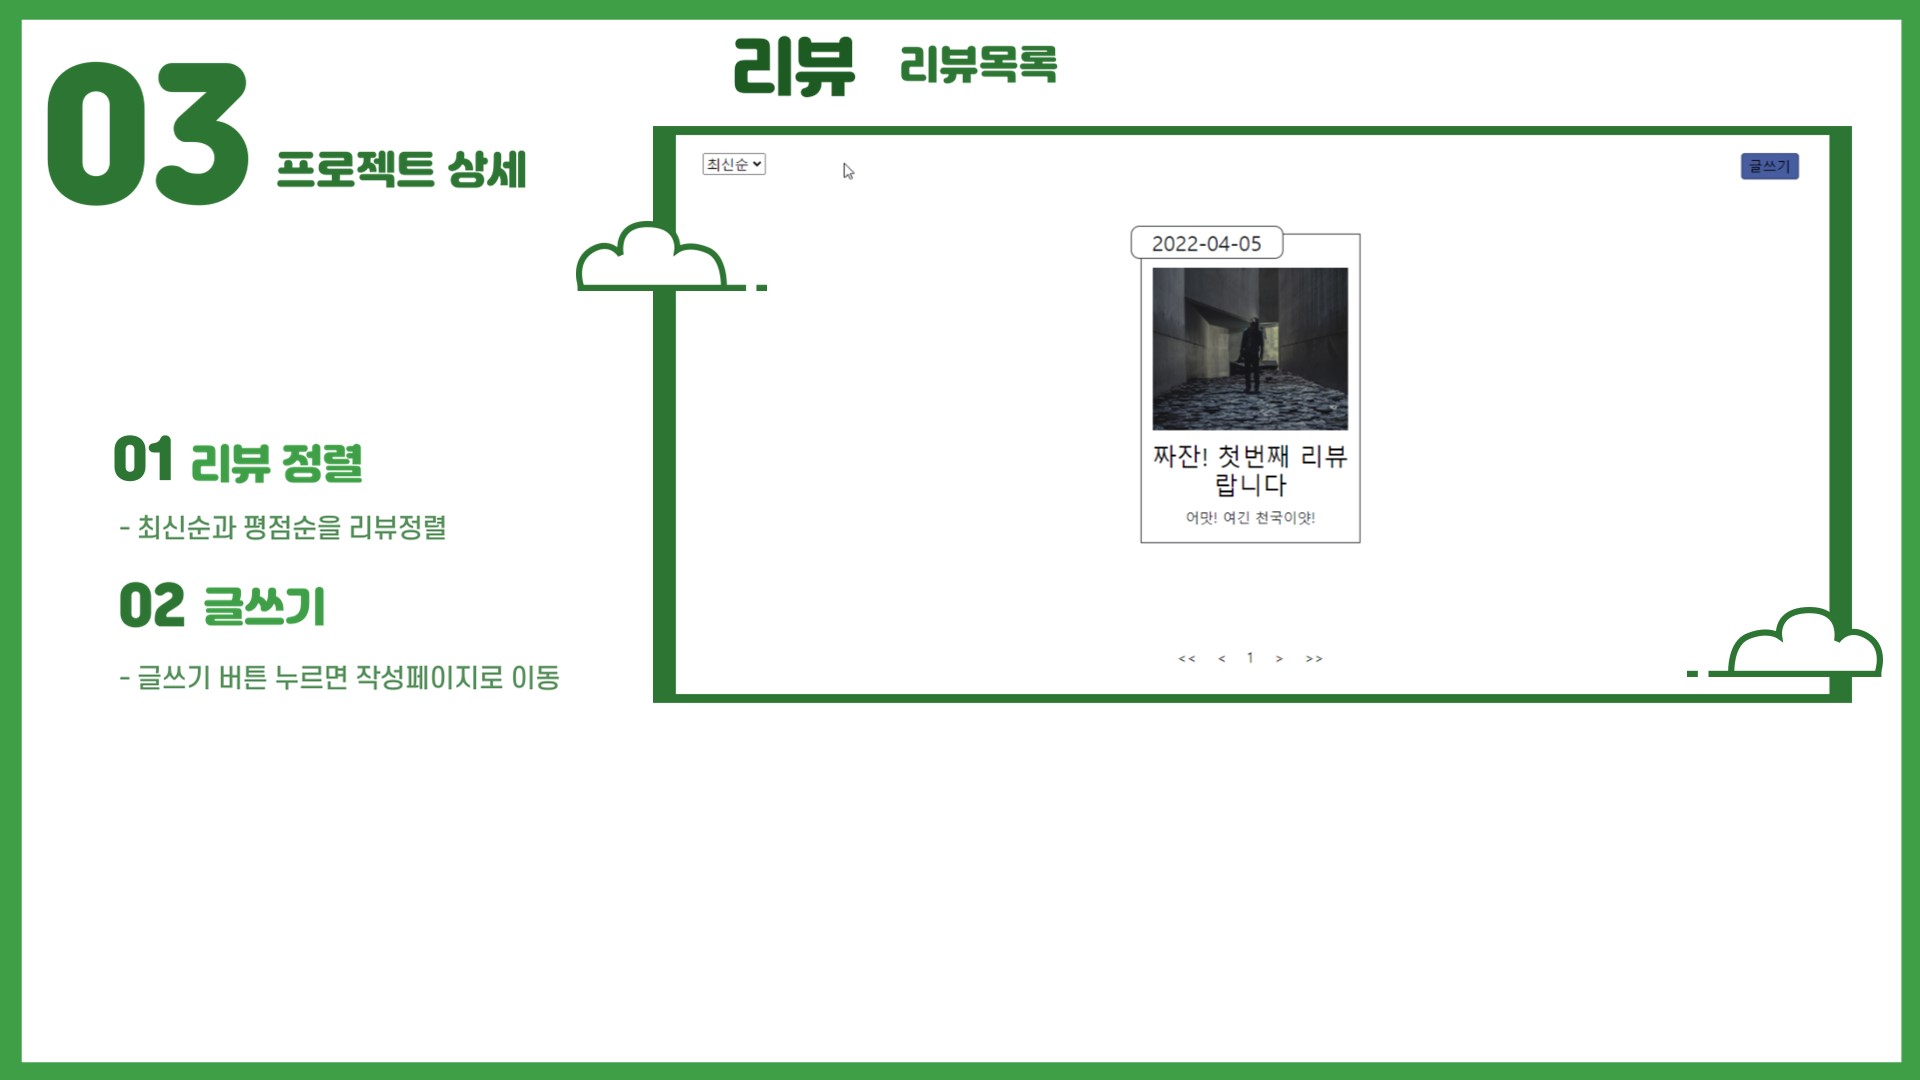 03 프로젝트 상세
리뷰 리뷰목록
01 리뷰 정렬
- 최신순과 평점순을 리뷰정렬
02 글쓰기
- 글쓰기 버튼 누르면 작성페이지로 이동
최신순
글쓰기
2022-04-05
짜잔! 첫번째 리뷰
랍니다
어맛! 여긴 천국이얏!
<< < 1 > >>